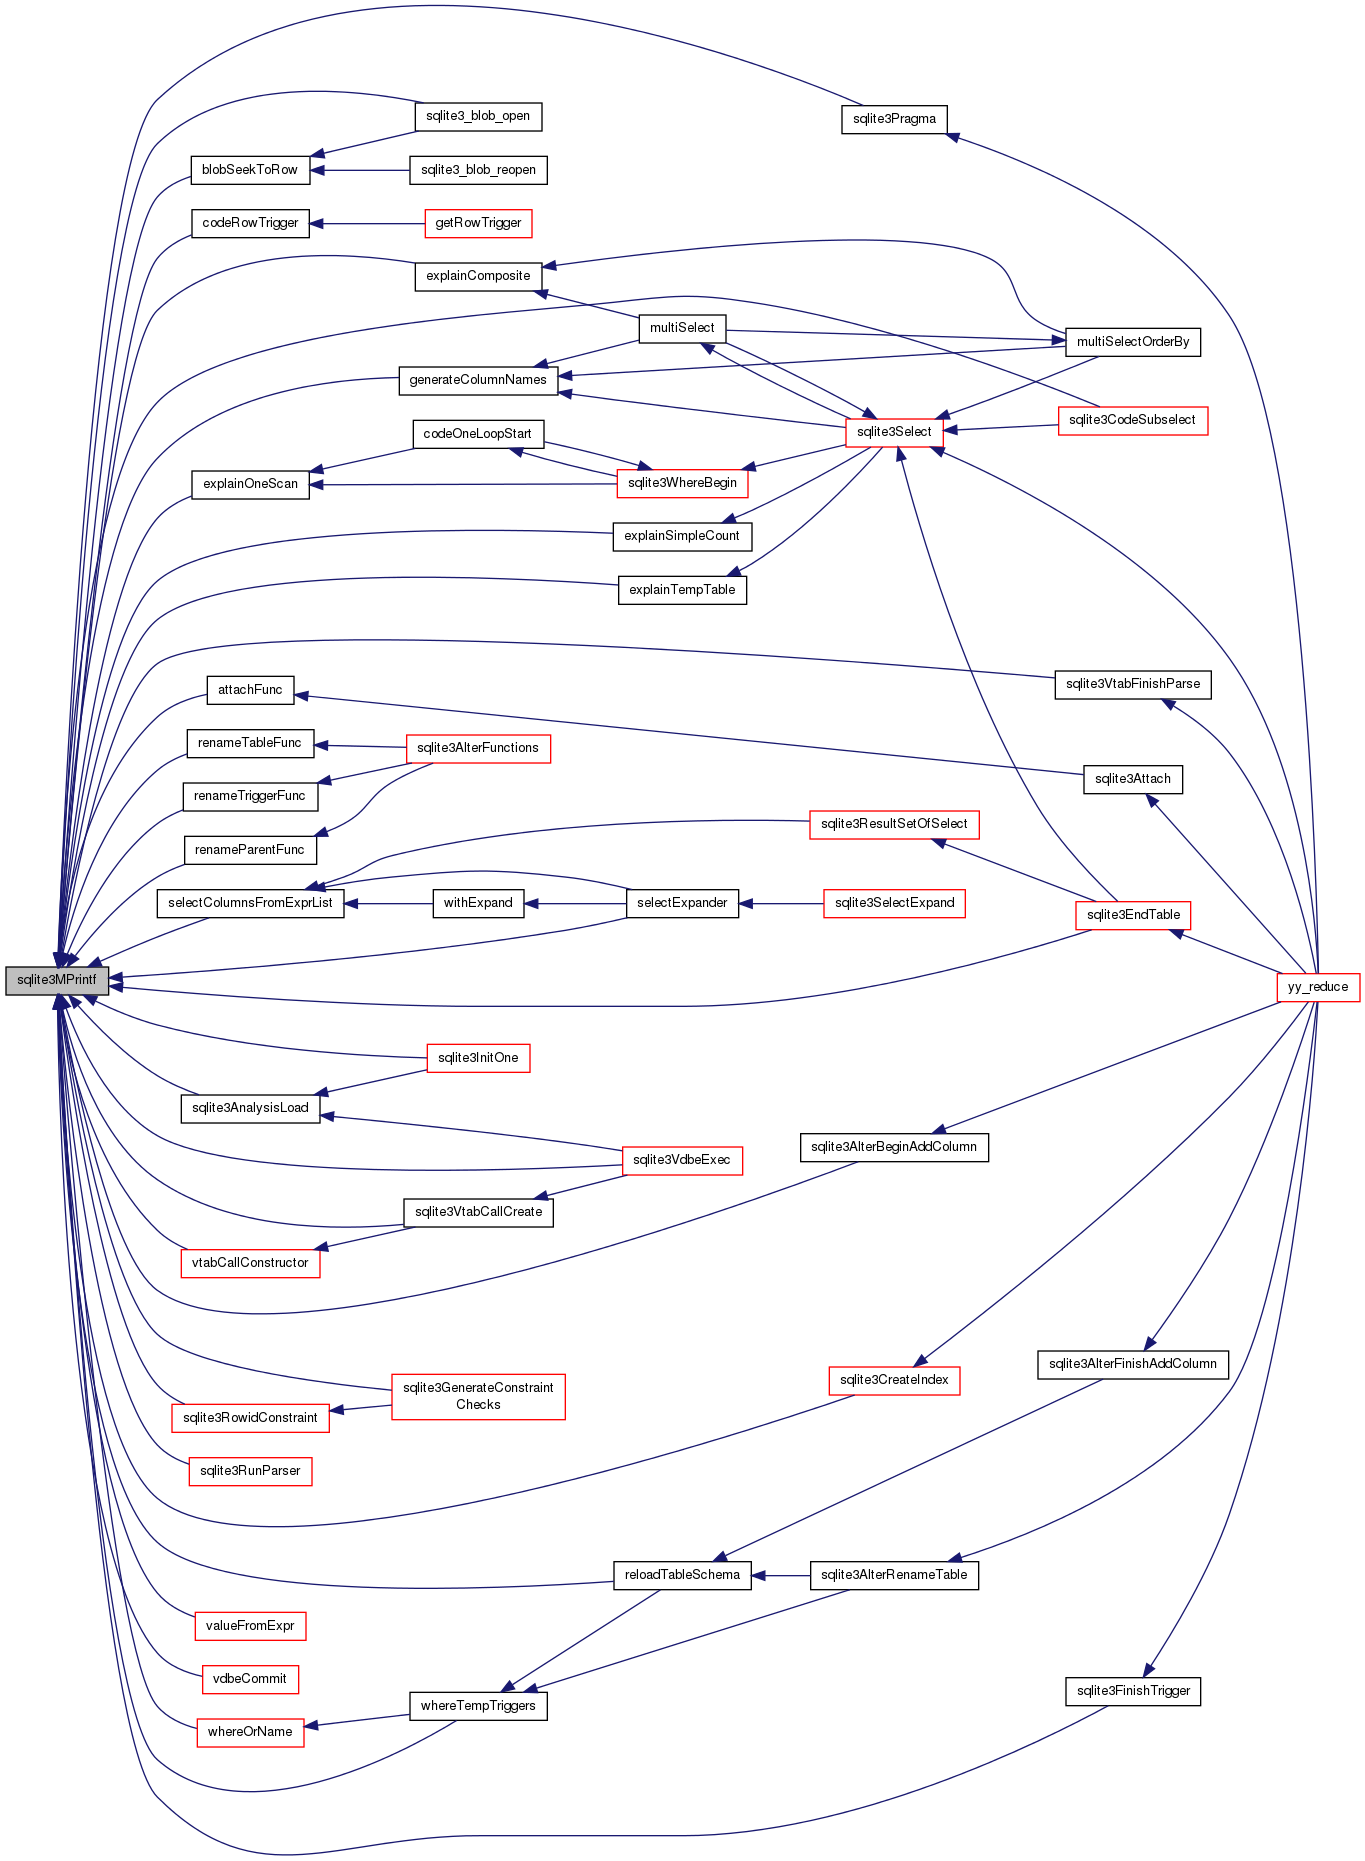 sqlite3Pragma
sqlite3_blob_open
blobSeekToRow
sqlite3_blob_reopen
codeRowTrigger
getRowTrigger
explainComposite
multiSelect
multiSelectOrderBy
generateColumnNames
sqlite3CodeSubselect
codeOneLoopStart
sqlite3Select
explainOneScan
sqlite3WhereBegin
explainSimpleCount
explainTempTable
attachFunc
sqlite3VtabFinishParse
renameTableFunc
sqlite3AlterFunctions
sqlite3Attach
renameTriggerFunc
sqlite3ResultSetOfSelect
renameParentFunc
selectColumnsFromExprList
withExpand
selectExpander
sqlite3SelectExpand
sqlite3EndTable
sqlite3MPrintf
yy_reduce
sqlite3InitOne
sqlite3AnalysisLoad
sqlite3AlterBeginAddColumn
sqlite3VdbeExec
sqlite3VtabCallCreate
vtabCallConstructor
sqlite3AlterFinishAddColumn
sqlite3GenerateConstraint
Checks
sqlite3CreateIndex
sqlite3RowidConstraint
sqlite3RunParser
reloadTableSchema
sqlite3AlterRenameTable
valueFromExpr
vdbeCommit
sqlite3FinishTrigger
whereTempTriggers
whereOrName